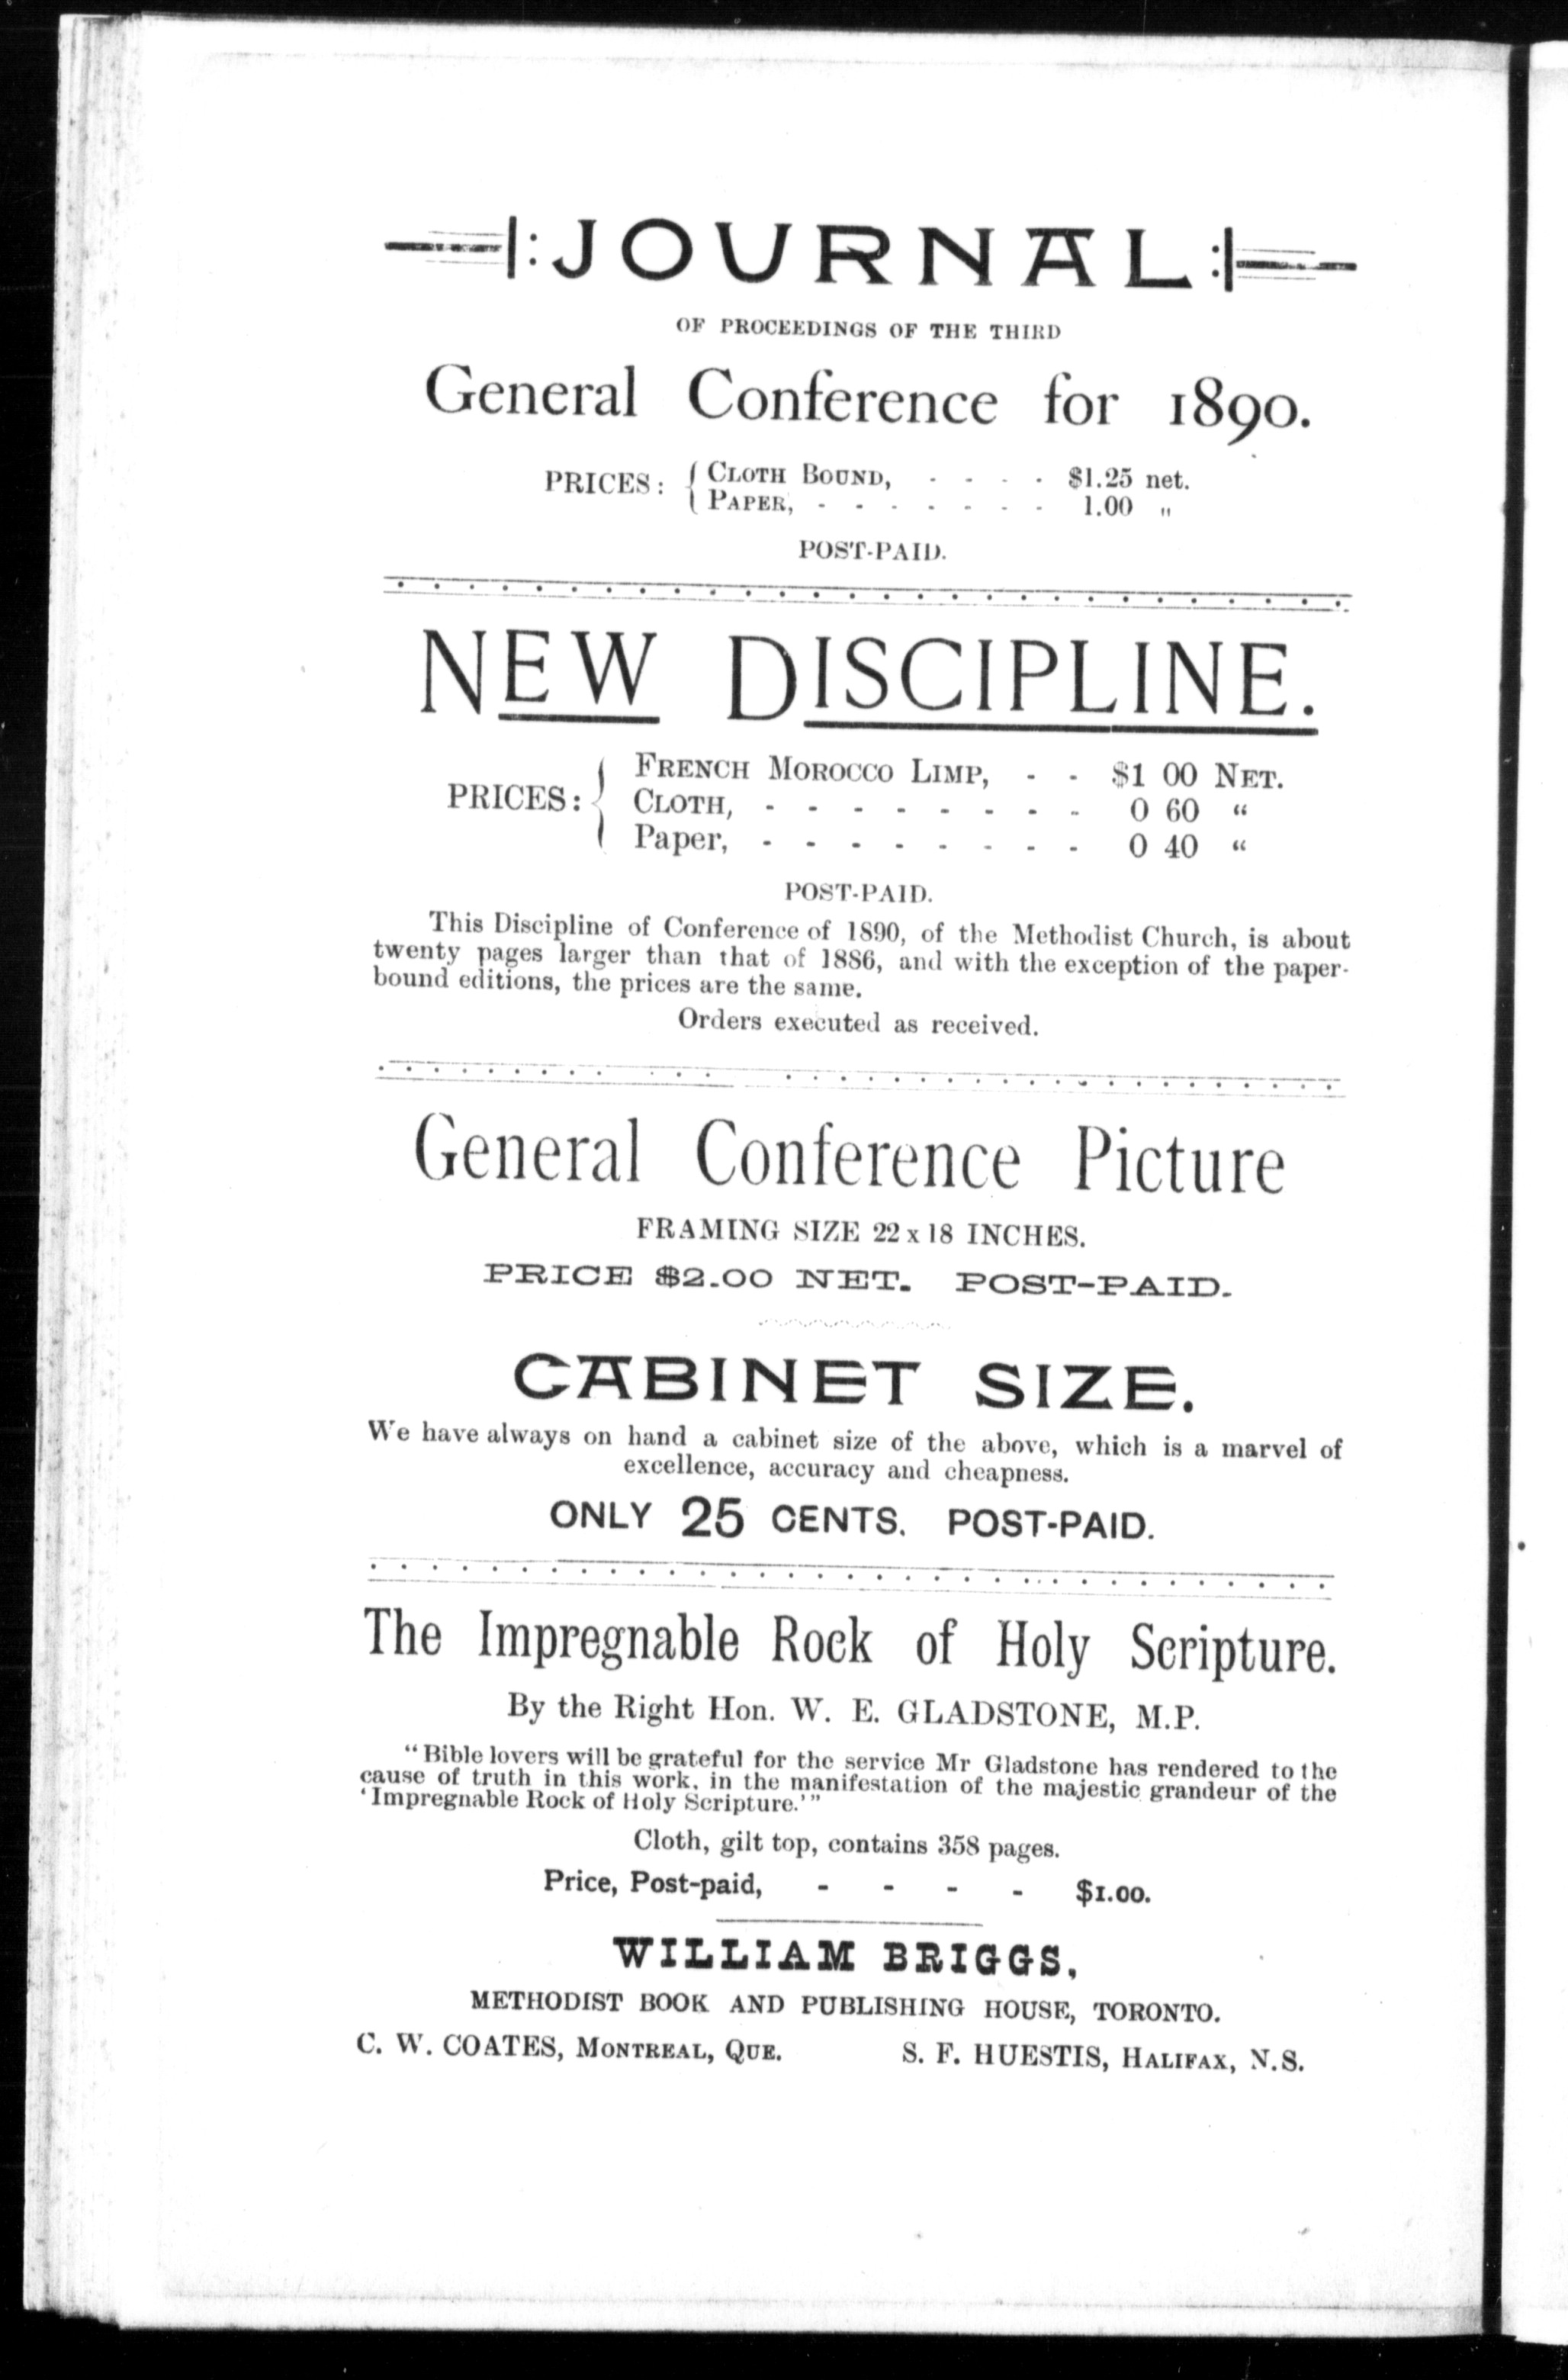 JOURNAL
OF PROCEEDINGS OF THE THIRD
General Conference for 1890.
PRICES: { CLOTH BOUND, - - - - $1.25 net.
PAPER, - - - - - - - 1.00 "
POST-PAID.
NEW DISCIPLINE.
FRENCH MOROCCO LIMP, - - $1 00 NET.
PRICES: { CLOTH, - - - - - - - - 0 60 “
Paper, - - - - - - - - 0 40 “
POST-PAID.
This Discipline of Conference of 1890, of the Methodist Church, is about
twenty pages larger than that of 1886, and with the exception of the paper-
bound editions, the prices are the same.
Orders executed as received.
General Conference Picture
FRAMING SIZE 22 x 18 INCHES.
PRICE $2.00 NET. POST-PAID.
CABINET SIZE.
We have always on hand a cabinet size of the above, which is a marvel of
excellence, accuracy and cheapness.
ONLY 25 CENTS. POST-PAID.
The Impregnable Rock of Holy Scripture.
By the Right Hon. W. E. GLADSTONE, M.P.
“Bible lovers will be grateful for the service Mr Gladstone has rendered to the
cause of truth in this work, in the manifestation of the majestic grandeur of the
‘Impregnable Rock of Holy Scripture.’”
Cloth, gilt top, contains 358 pages.
Price, Post-paid, - - - - $1.00.
WILLIAM BRIGGS,
METHODIST BOOK AND PUBLISHING HOUSE, TORONTO.
C. W. COATES, MONTREAL, QUE. S. F. HUESTIS, HALIFAX, N.S.